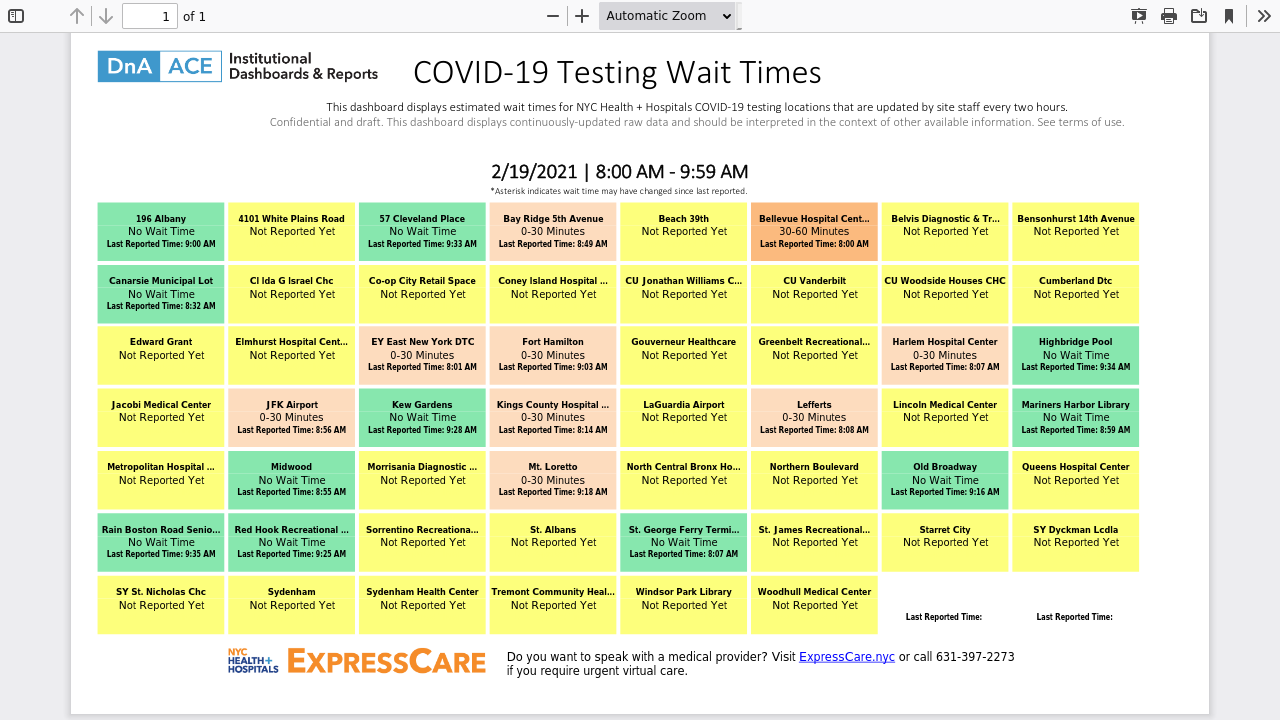 1 of 1 Automatic Zoom
DnA ACE Institutional
Dashboards & Reports
COVID-19 Testing Wait Times
This dashboard displays estimated wait times for NYC Health + Hospitals COVID-19 testing locations that are updated by site staff every two hours.
Confidential and draft. This dashboard displays continuously-updated raw data and should be interpreted in the context of other available information. See terms of use.
2/19/2021 | 8:00 AM - 9:59 AM
*Asterisk indicates wait time may have changed since last reported.
196 Albany
No Wait Time
Last Reported Time: 9:00 AM
4101 White Plains Road
Not Reported Yet
57 Cleveland Place
No Wait Time
Last Reported Time: 9:33 AM
Bay Ridge 5th Avenue
0-30 Minutes
Last Reported Time: 8:49 AM
Beach 39th
Not Reported Yet
Bellevue Hospital Cent...
30-60 Minutes
Last Reported Time: 8:00 AM
Belvis Diagnostic & Tr...
Not Reported Yet
Bensonhurst 14th Avenue
Not Reported Yet
Canarsie Municipal Lot
No Wait Time
Last Reported Time: 8:32 AM
CI Ida G Israel Chc
Not Reported Yet
Co-op City Retail Space
Not Reported Yet
Coney Island Hospital ...
Not Reported Yet
CU Jonathan Williams C...
Not Reported Yet
CU Vanderbilt
Not Reported Yet
CU Woodside Houses CHC
Not Reported Yet
Cumberland Dtc
Not Reported Yet
Edward Grant
Not Reported Yet
Elmhurst Hospital Cent...
Not Reported Yet
EY East New York DTC
0-30 Minutes
Last Reported Time: 8:01 AM
Fort Hamilton
0-30 Minutes
Last Reported Time: 9:03 AM
Gouverneur Healthcare
Not Reported Yet
Greenbelt Recreational...
Not Reported Yet
Harlem Hospital Center
0-30 Minutes
Last Reported Time: 8:07 AM
Highbridge Pool
No Wait Time
Last Reported Time: 9:34 AM
Jacobi Medical Center
Not Reported Yet
JFK Airport
0-30 Minutes
Last Reported Time: 8:56 AM
Kew Gardens
No Wait Time
Last Reported Time: 9:28 AM
Kings County Hospital ...
0-30 Minutes
Last Reported Time: 8:14 AM
LaGuardia Airport
Not Reported Yet
Lefferts
0-30 Minutes
Last Reported Time: 8:08 AM
Lincoln Medical Center
Not Reported Yet
Mariners Harbor Library
No Wait Time
Last Reported Time: 8:59 AM
Metropolitan Hospital ...
Not Reported Yet
Midwood
No Wait Time
Last Reported Time: 8:55 AM
Morrisania Diagnostic ...
Not Reported Yet
Mt. Loretto
0-30 Minutes
Last Reported Time: 9:18 AM
North Central Bronx Ho...
Not Reported Yet
Northern Boulevard
Not Reported Yet
Old Broadway
No Wait Time
Last Reported Time: 9:16 AM
Queens Hospital Center
Not Reported Yet
Rain Boston Road Senio...
No Wait Time
Last Reported Time: 9:35 AM
Red Hook Recreational ...
No Wait Time
Last Reported Time: 9:25 AM
Sorrentino Recreationa...
Not Reported Yet
St. Albans
Not Reported Yet
St. George Ferry Termi...
No Wait Time
Last Reported Time: 8:07 AM
St. James Recreational...
Not Reported Yet
Starret City
Not Reported Yet
SY Dyckman Lcdla
Not Reported Yet
SY St. Nicholas Chc
Not Reported Yet
Sydenham
Not Reported Yet
Sydenham Health Center
Not Reported Yet
Tremont Community Heal...
Not Reported Yet
Windsor Park Library
Not Reported Yet
Woodhull Medical Center
Not Reported Yet
Last Reported Time:
Last Reported Time:
NYC
HEALTH+
HOSPITALS
EXPRESSCARE
Do you want to speak with a medical provider? Visit ExpressCare.nyc or call 631-397-2273
if you require urgent virtual care.